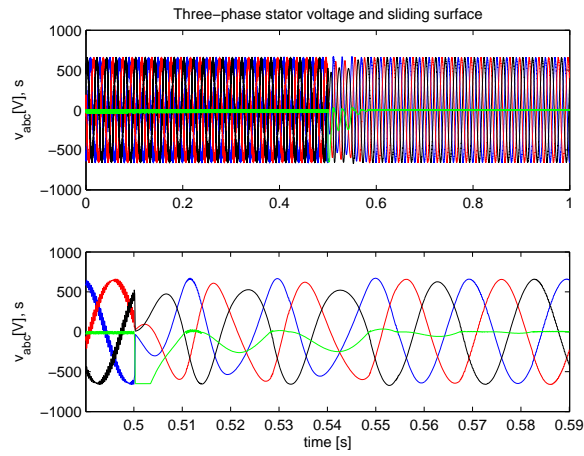 Three−phase stator voltage and sliding surface
v_abc[V], s
1000
500
0
−500
−1000
0 0.2 0.4 0.6 0.8 1
v_abc[V], s
1000
500
0
−500
−1000
0.5 0.51 0.52 0.53 0.54 0.55 0.56 0.57 0.58 0.59
time [s]